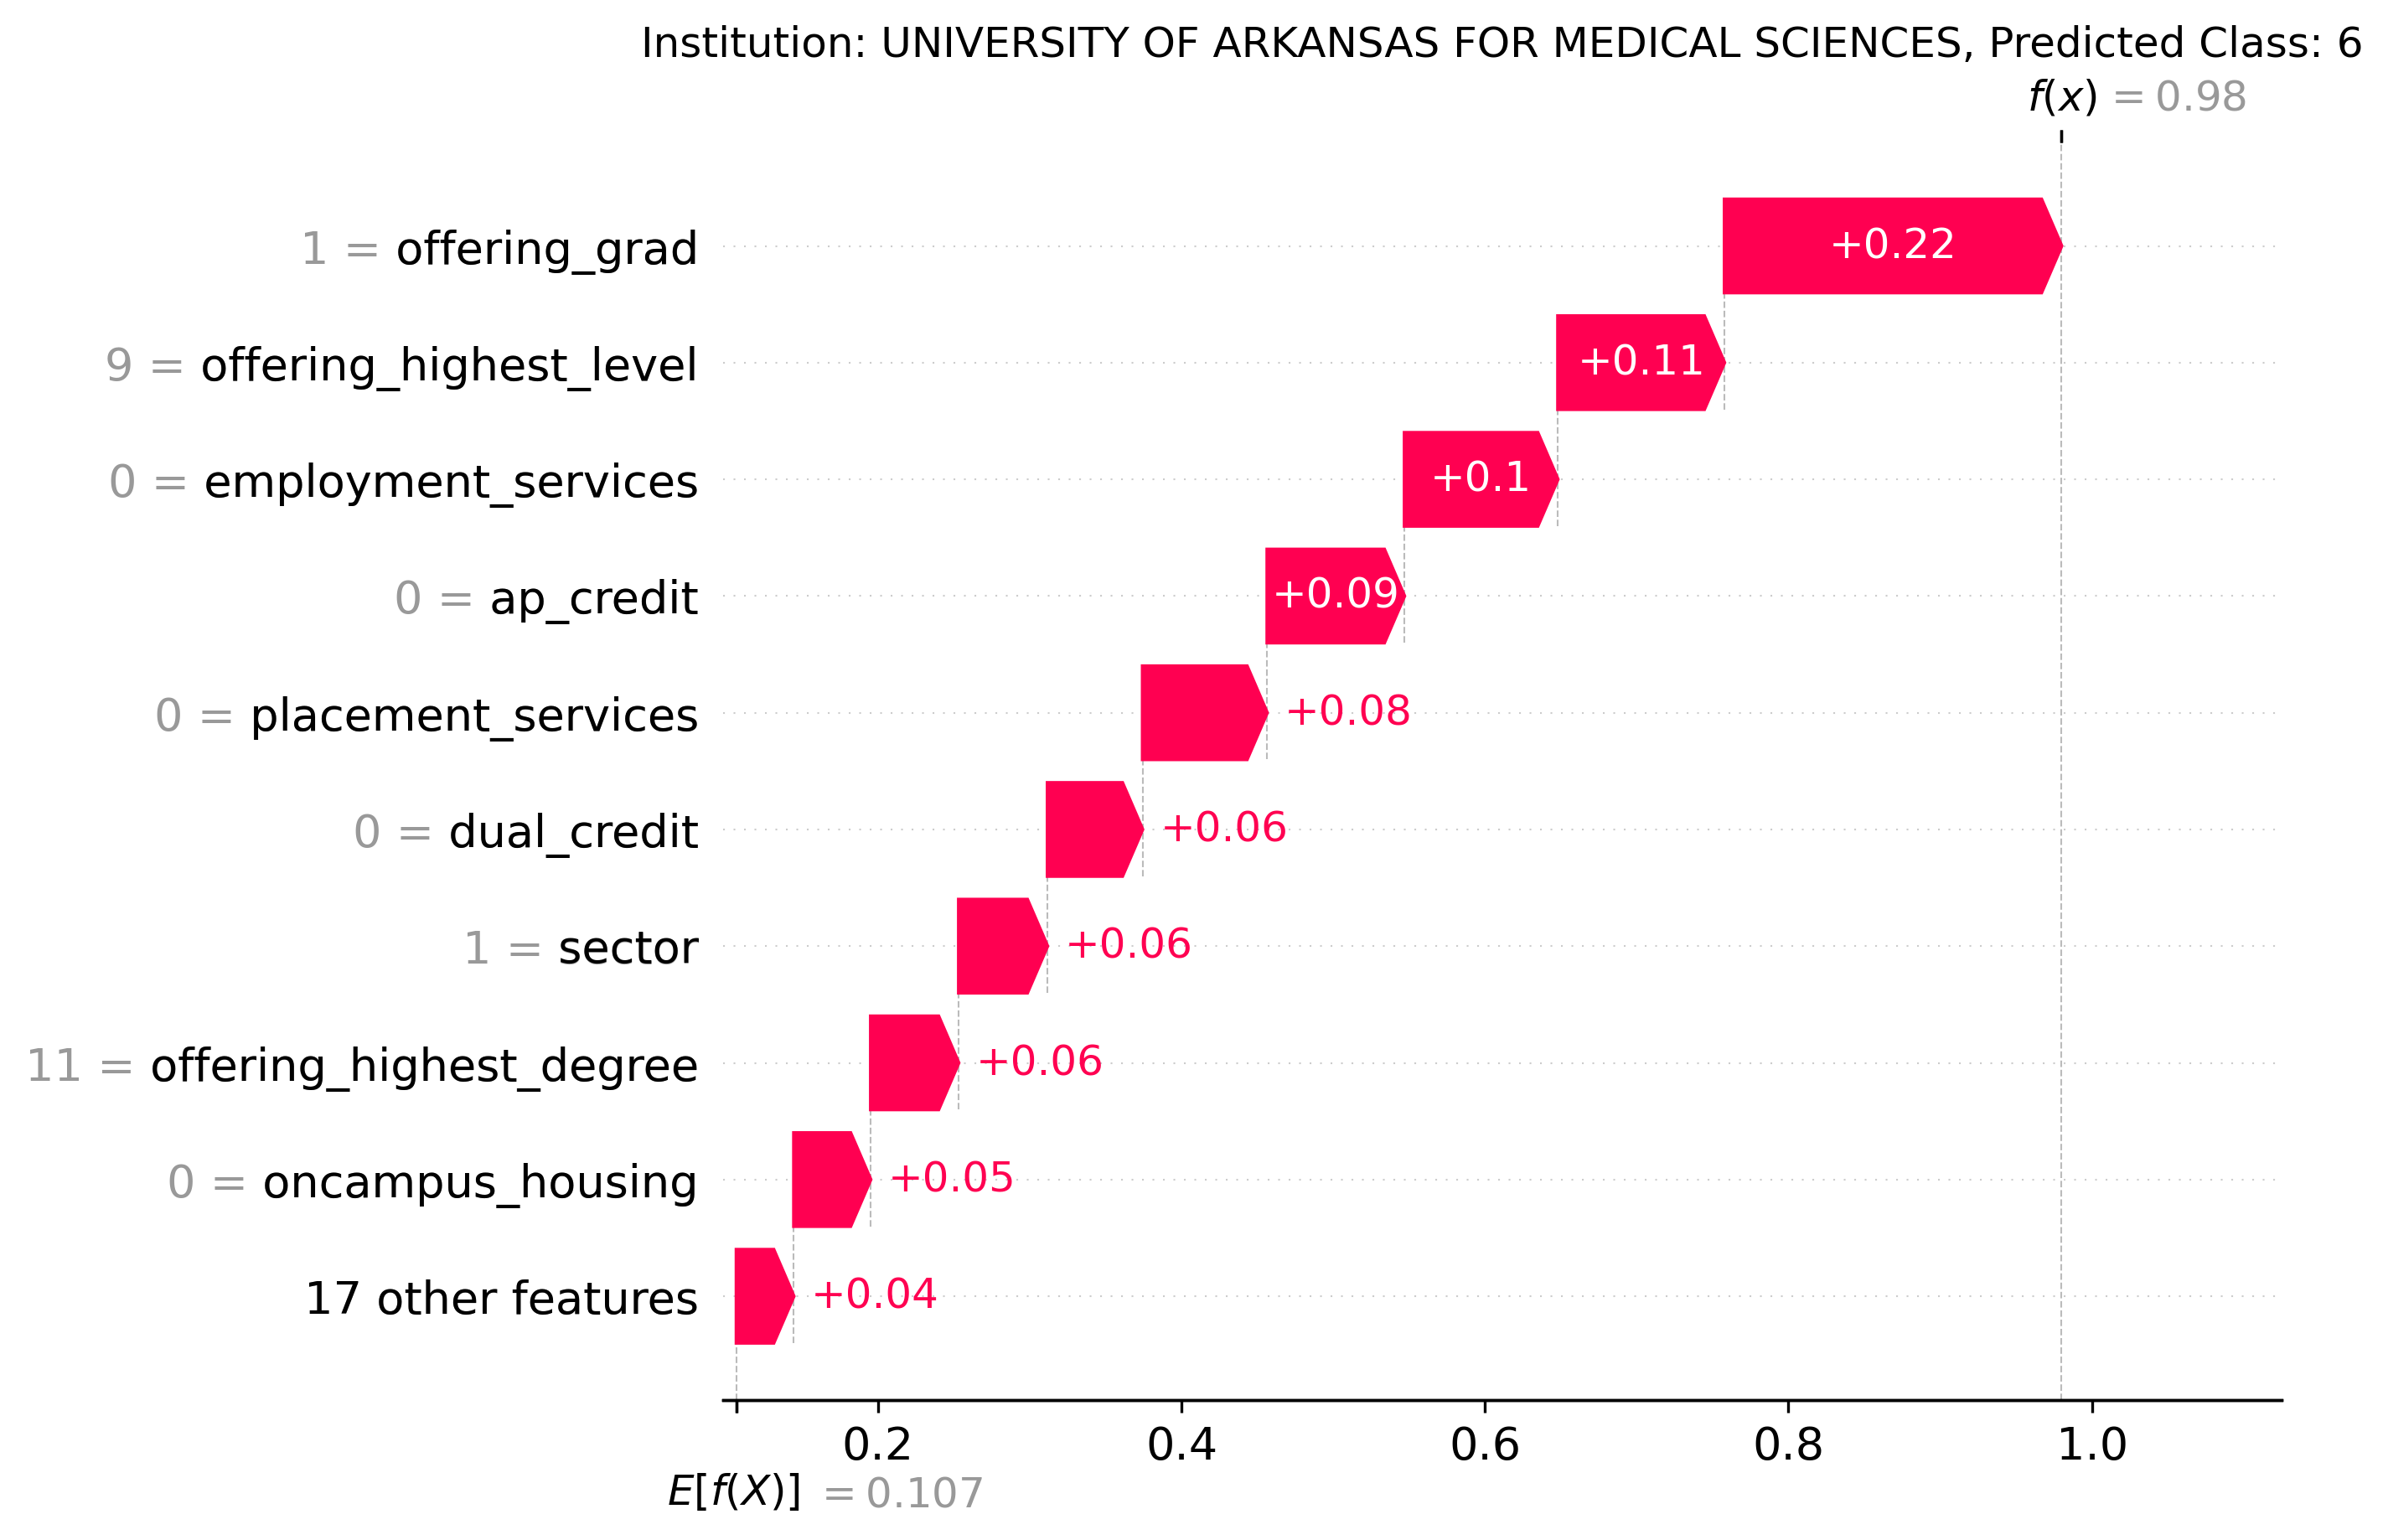 Institution: UNIVERSITY OF ARKANSAS FOR MEDICAL SCIENCES, Predicted Class: 6
f(x) = 0.98
1 = offering_grad +0.22
9 = offering_highest_level +0.11
0 = employment_services +0.1
0 = ap_credit +0.09
0 = placement_services +0.08
0 = dual_credit +0.06
1 = sector +0.06
11 = offering_highest_degree +0.06
0 = oncampus_housing +0.05
17 other features +0.04
0.2 0.4 0.6 0.8 1.0
E[f(X)] = 0.107